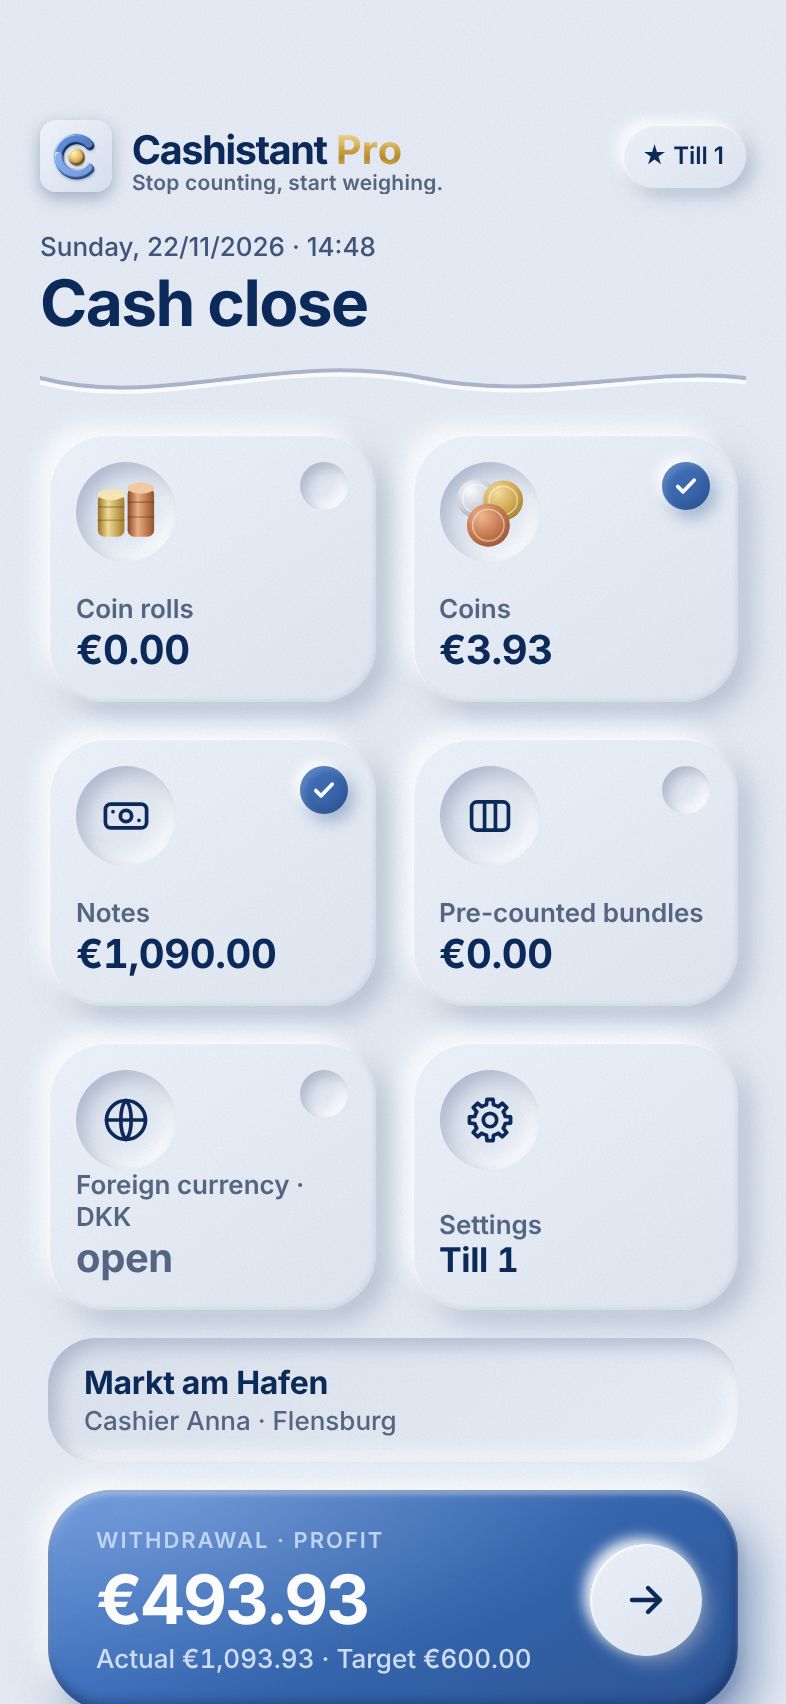 Cashistant Pro
Stop counting, start weighing.
★ Till 1
Sunday, 22/11/2026 · 14:48
Cash close
Coin rolls
€0.00
Coins
€3.93
Notes
€1,090.00
Pre-counted bundles
€0.00
Foreign currency ·
DKK
open
Settings
Till 1
Markt am Hafen
Cashier Anna · Flensburg
WITHDRAWAL · PROFIT
€493.93
Actual €1,093.93 · Target €600.00